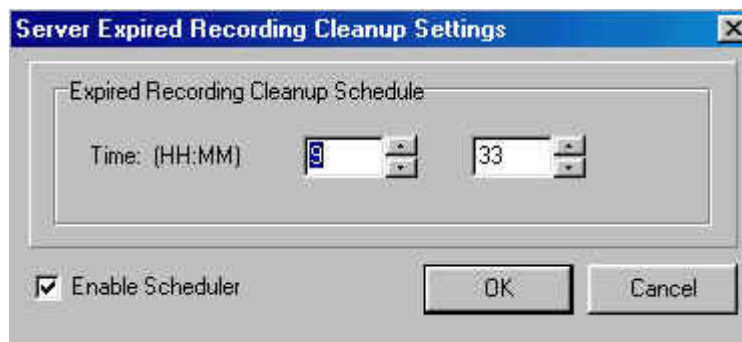 Server Expired Recording Cleanup Settings
Expired Recording Cleanup Schedule
Time: (HH:MM) 9 33
Enable Scheduler OK Cancel